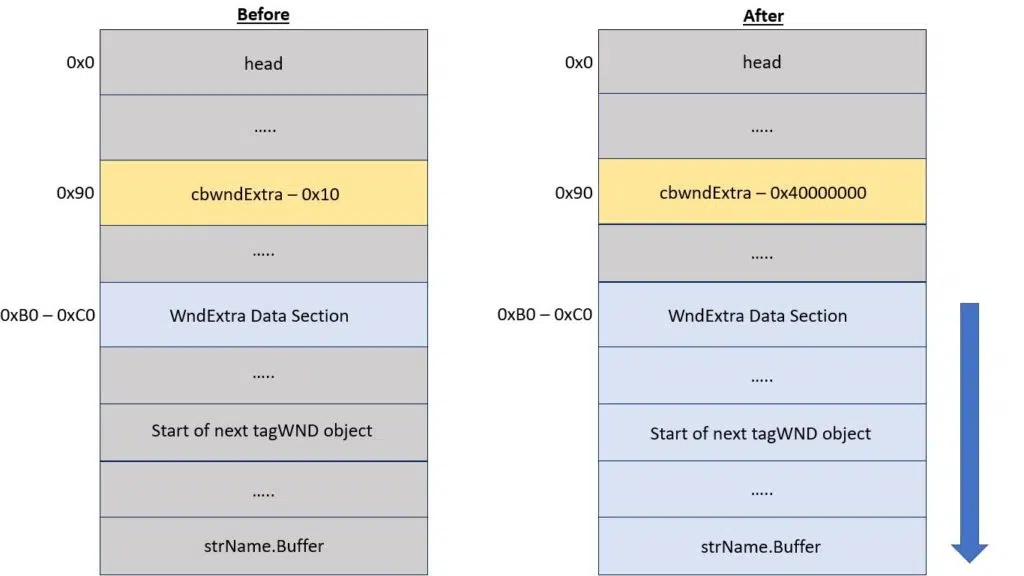 Before
0x0
head
.....
0x90
cbwndExtra – 0x10
.....
0xB0 – 0xC0
WndExtra Data Section
.....
Start of next tagWND object
.....
strName.Buffer
After
0x0
head
.....
0x90
cbwndExtra – 0x40000000
.....
0xB0 – 0xC0
WndExtra Data Section
.....
Start of next tagWND object
.....
strName.Buffer